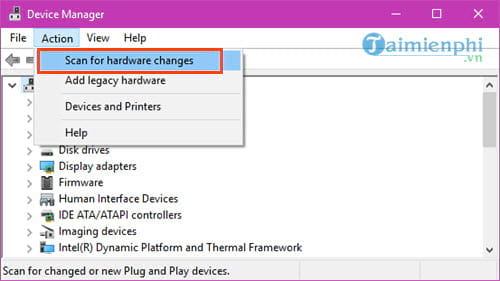 Device Manager
File Action View Help
Scan for hardware changes
Add legacy hardware
Devices and Printers
Help
Taimienphi
.vn
Disk drives
Display adapters
Firmware
Human Interface Devices
IDE ATA/ATAPI controllers
Imaging devices
Intel(R) Dynamic Platform and Thermal Framework
Scan for changed or new Plug and Play devices.